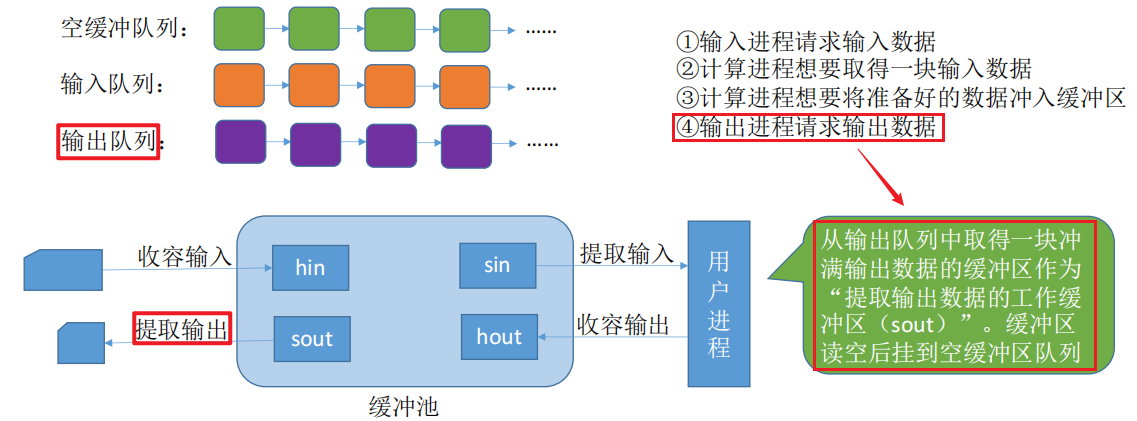 空缓冲队列：
······
输入队列：
······
输出队列：
······
①输入进程请求输入数据
②计算进程想要取得一块输入数据
③计算进程想要将准备好的数据冲入缓冲区
④输出进程请求输出数据
收容输入
hin
sin
提取输入
提取输出
sout
hout
收容输出
用户进程
缓冲池
从输出队列中取得一块冲
满输出数据的缓冲区作为
“提取输出数据的工作缓
冲区（sout）”。缓冲区
读空后挂到空缓冲区队列